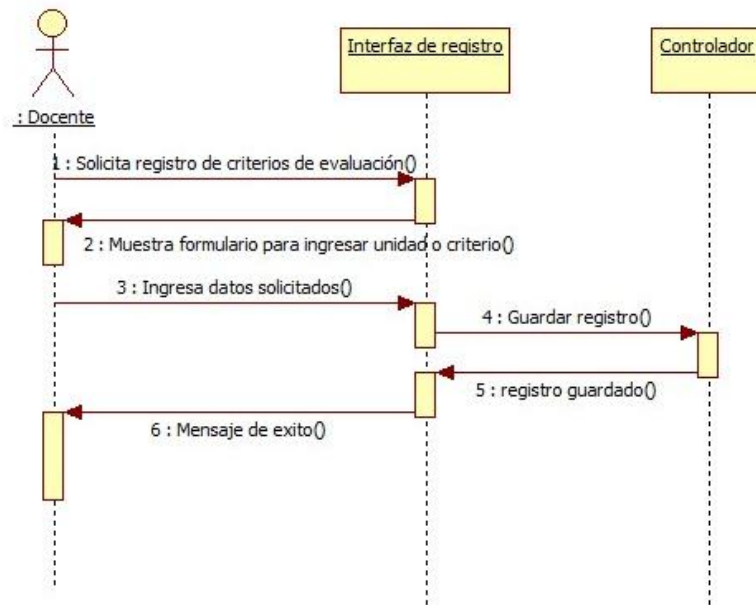 Interfaz de registro
Controlador
: Docente
1 : Solicita registro de criterios de evaluación()
2 : Muestra formulario para ingresar unidad o criterio()
3 : Ingresa datos solicitados()
4 : Guardar registro()
5 : registro guardado()
6 : Mensaje de exito()